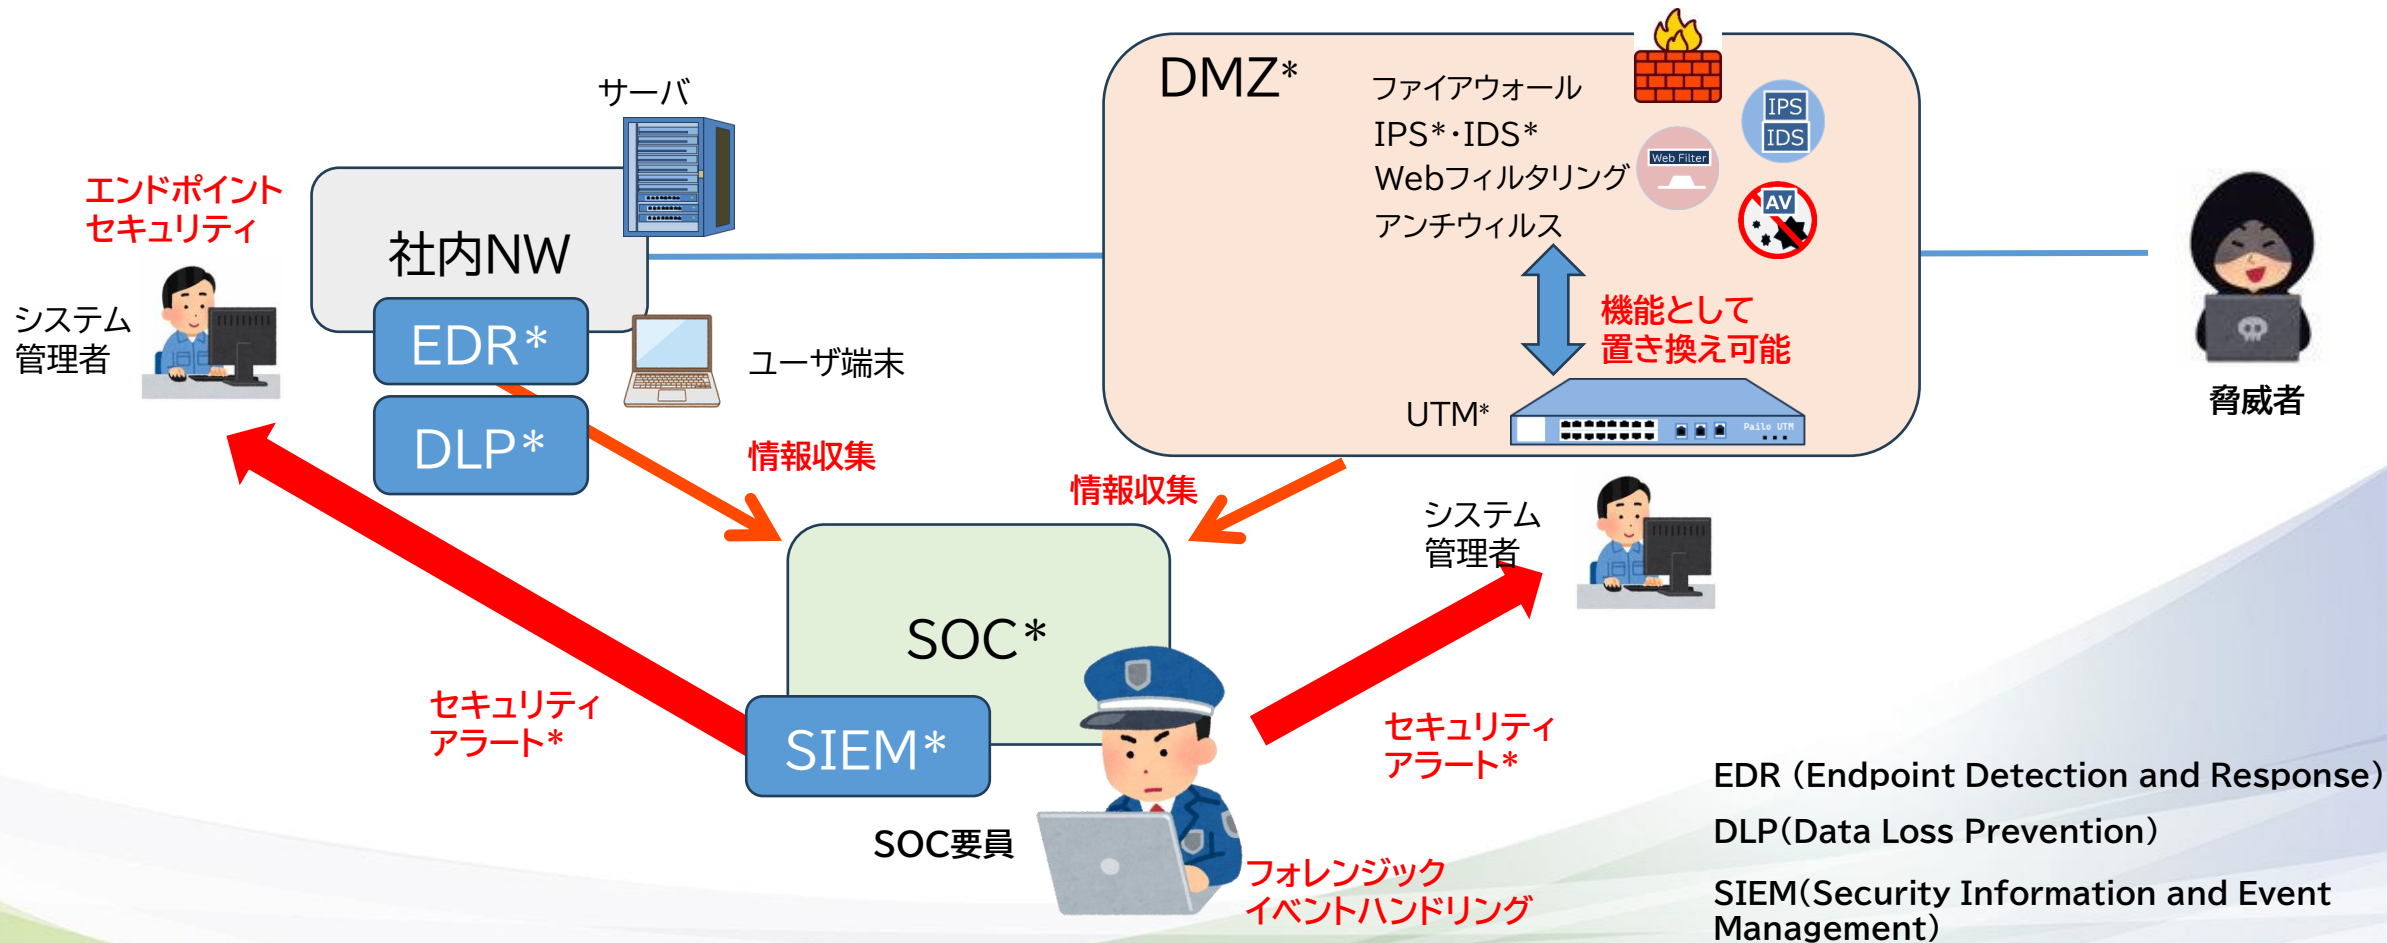 サーバ
エンドポイント
セキュリティ
社内NW
システム
管理者
EDR*
DLP*
ユーザ端末
情報収集
DMZ*
ファイアウォール
IPS*・IDS*
Webフィルタリング
アンチウィルス
IPS
IDS
Web Filter
AV
機能として
置き換え可能
UTM*
Pailo UTM
脅威者
情報収集
システム
管理者
SOC*
SIEM*
セキュリティ
アラート*
セキュリティ
アラート*
SOC要員
フォレンジック
イベントハンドリング
EDR（Endpoint Detection and Response）
DLP(Data Loss Prevention）
SIEM(Security Information and Event
Management）